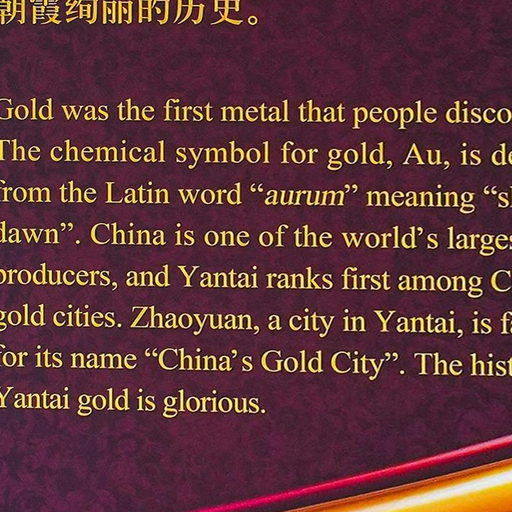 朝霞绚丽的历史。
Gold was the first metal that people disco
The chemical symbol for gold, Au, is de
from the Latin word “aurum” meaning “s
dawn”. China is one of the world’s larges
producers, and Yantai ranks first among C
gold cities. Zhaoyuan, a city in Yantai, is fa
for its name “China’s Gold City”. The hist
Yantai gold is glorious.